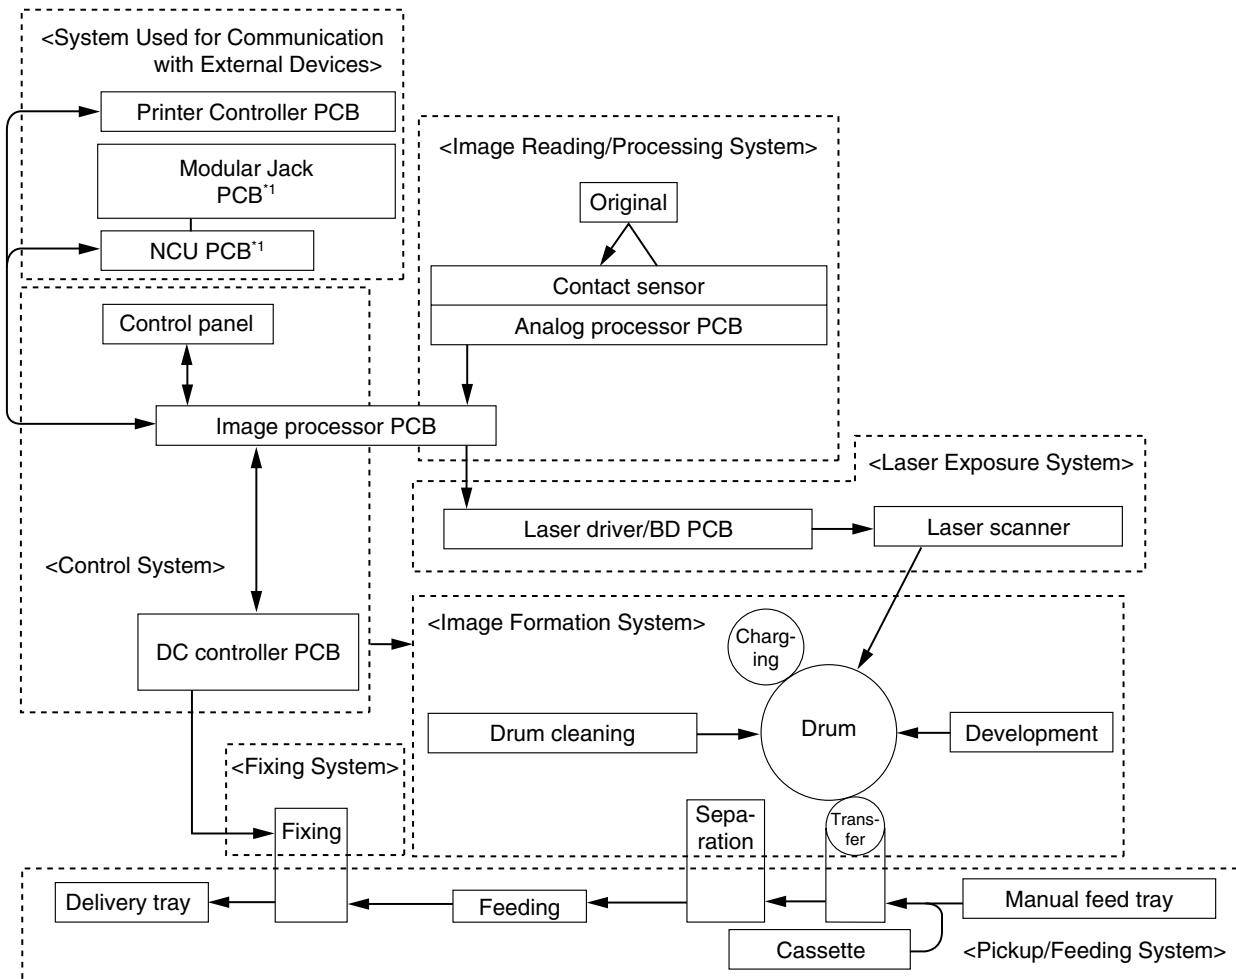 <System Used for Communication
with External Devices>
Printer Controller PCB
Modular Jack
PCB*1
NCU PCB*1
<Image Reading/Processing System>
Original
Contact sensor
Analog processor PCB
Control panel
Image processor PCB
<Laser Exposure System>
Laser driver/BD PCB
Laser scanner
<Control System>
DC controller PCB
<Image Formation System>
Charg-
ing
Drum cleaning
Drum
Development
<Fixing System>
Fixing
Sepa-
ration
Trans-
fer
Delivery tray
Feeding
Manual feed tray
Cassette
<Pickup/Feeding System>